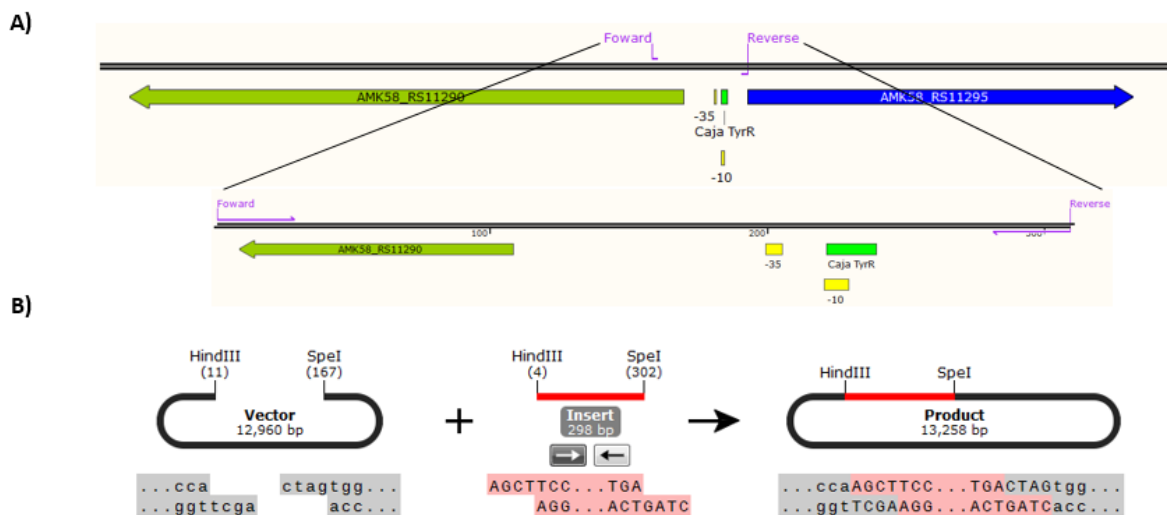 A)
Foward Reverse
AMK58_RS11290 AMK58_RS11295
-35
Caja TyrR
-10
Foward Reverse
100 200 300
AMK58_RS11290 -35 Caja TyrR
-10
B)
HindIII SpeI HindIII SpeI HindIII SpeI
(11) (167) (4) (302)
Vector + Insert Product
12,960 bp 298 bp 13,258 bp
...cca ctagtgg... AGCTTCC...TGA ...ccaAGCTTCC...TGACTAGtgg...
...ggttcga acc... AGG...ACTGATC ...ggtTCGAAGG...ACTGATCacc...